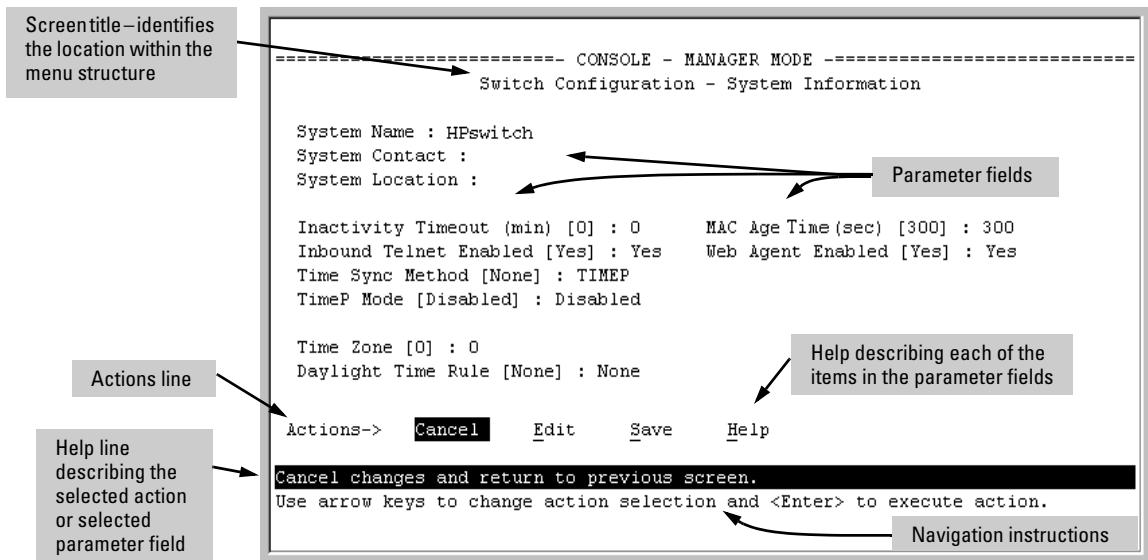 Screen title – identifies
the location within the
menu structure
============================- CONSOLE - MANAGER MODE -============================
Switch Configuration - System Information
System Name : HPswitch
System Contact :
System Location :
Parameter fields
Inactivity Timeout (min) [0] : 0 MAC Age Time (sec) [300] : 300
Inbound Telnet Enabled [Yes] : Yes Web Agent Enabled [Yes] : Yes
Time Sync Method [None] : TIMEP
TimeP Mode [Disabled] : Disabled
Time Zone [0] : 0
Daylight Time Rule [None] : None
Help describing each of the
items in the parameter fields
Actions line
Actions-> Cancel Edit Save Help
Help line
describing the
selected action
or selected
parameter field
Cancel changes and return to previous screen.
Use arrow keys to change action selection and <Enter> to execute action.
Navigation instructions